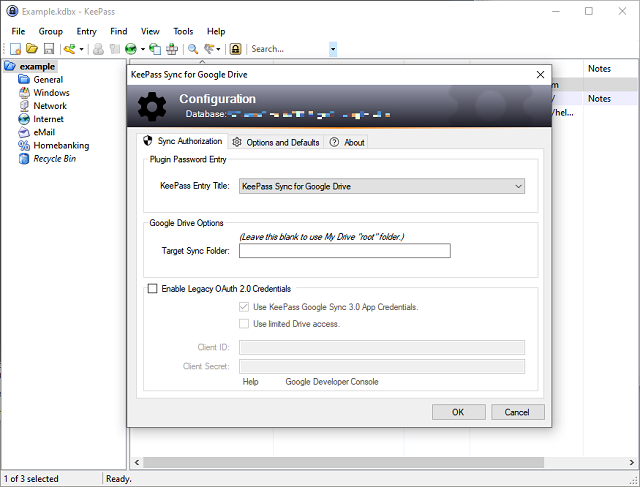 Example.kdbx - KeePass
File Group Entry Find View Tools Help
Search...
example
General
Windows
Network
Internet
eMail
Homebanking
Recycle Bin
Notes
m
/ Notes
/hel...
KeePass Sync for Google Drive
Configuration
Database:
Sync Authorization Options and Defaults About
Plugin Password Entry
KeePass Entry Title: KeePass Sync for Google Drive
Google Drive Options
(Leave this blank to use My Drive "root" folder.)
Target Sync Folder:
Enable Legacy OAuth 2.0 Credentials
Use KeePass Google Sync 3.0 App Credentials.
Use limited Drive access.
Client ID:
Client Secret:
Help Google Developer Console
OK Cancel
1 of 3 selected Ready.